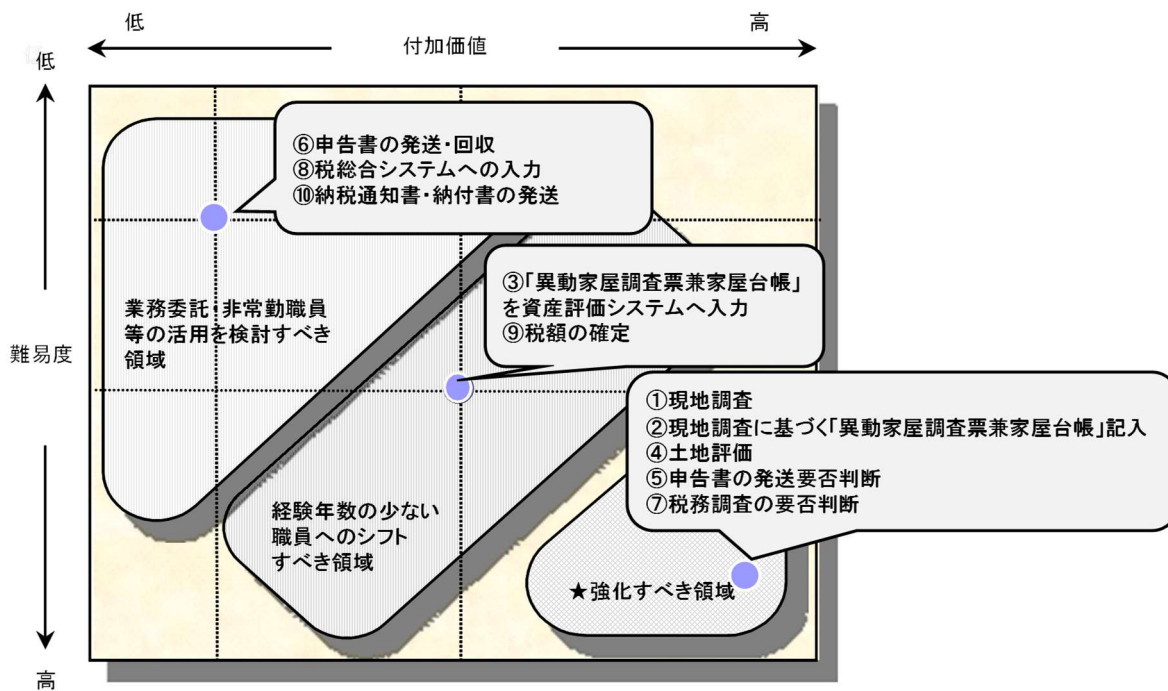 低
高
付加価値
低
⑥申告書の発送・回収
⑧税総合システムへの入力
⑩納税通知書・納付書の発送
③「異動家屋調査票兼家屋台帳」
を資産評価システムへ入力
⑨税額の確定
業務委託・非常勤職員
等の活用を検討すべき
領域
難易度
①現地調査
②現地調査に基づく「異動家屋調査票兼家屋台帳」記入
④土地評価
⑤申告書の発送要否判断
⑦税務調査の要否判断
経験年数の少ない
職員へのシフト
すべき領域
★強化すべき領域
高